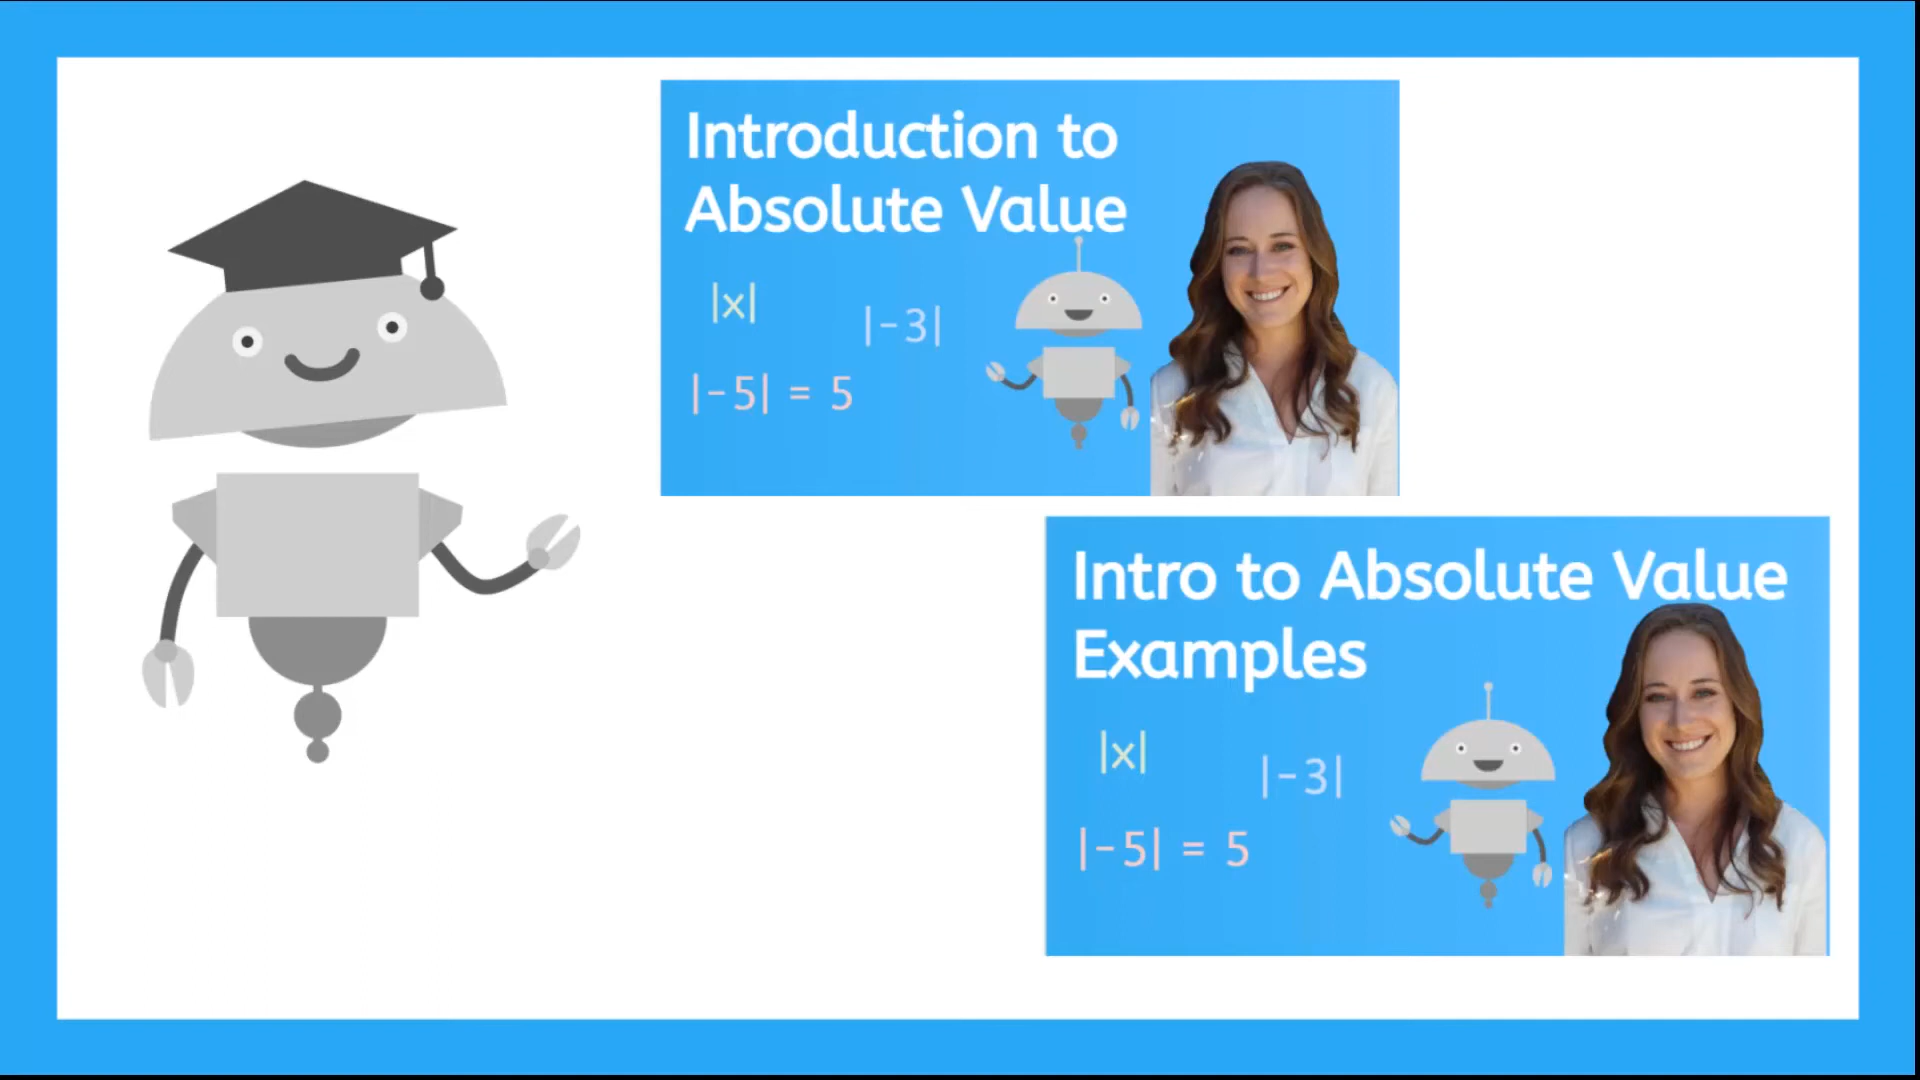 Introduction to
Absolute Value
|x|
|-3|
|-5| = 5
Intro to Absolute Value
Examples
|x|
|-3|
|-5| = 5